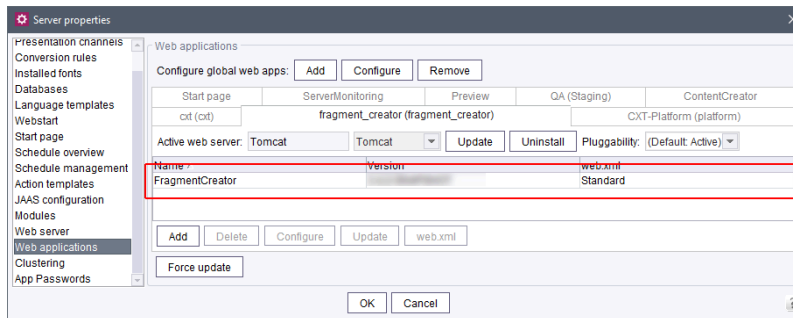 Server properties
Presentation channels
Conversion rules
Installed fonts
Databases
Language templates
Webstart
Start page
Schedule overview
Schedule management
Action templates
JAAS configuration
Modules
Web server
Web applications
Clustering
App Passwords
Web applications
Configure global web apps: Add Configure Remove
Start page ServerMonitoring Preview QA (Staging) ContentCreator
cxt (cxt) fragment_creator (fragment_creator) CXT-Platform (platform)
Active web server: Tomcat Tomcat Update Uninstall Pluggability: (Default: Active)
Name Version web.xml
FragmentCreator Standard
Add Delete Configure Update web.xml
Force update
OK Cancel